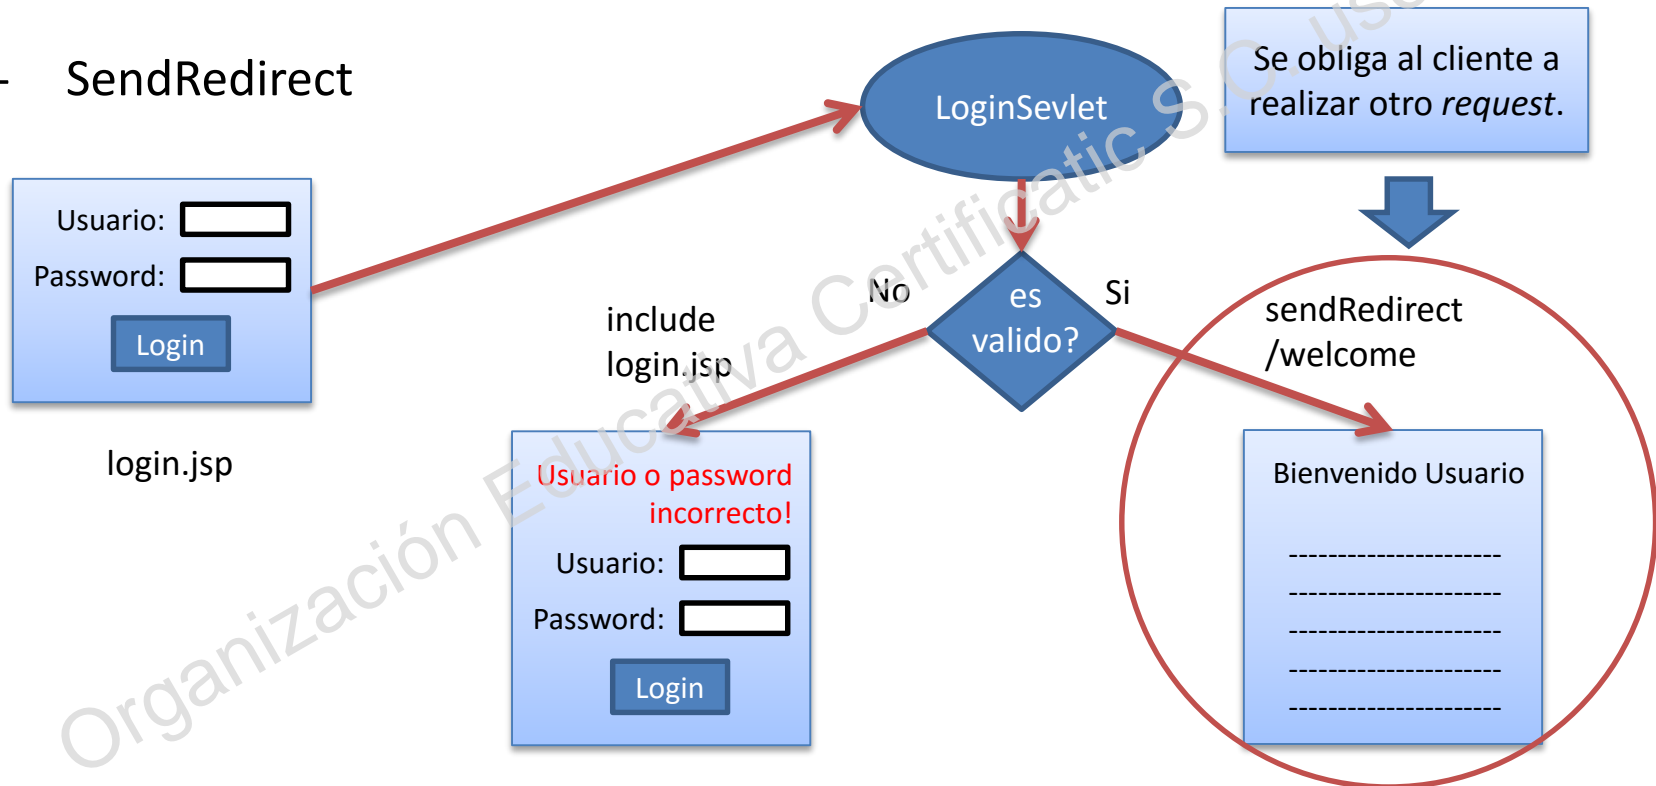 - SendRedirect
LoginSevlet
Se obliga al cliente a
realizar otro request.
Usuario:
Password:
Login
login.jsp
No
es
valido?
Si
include
login.jsp
sendRedirect
/welcome
Usuario o password
incorrecto!
Usuario:
Password:
Login
Bienvenido Usuario
----------------------
----------------------
----------------------
----------------------
----------------------
Organización Educativa Certificatic S.C.